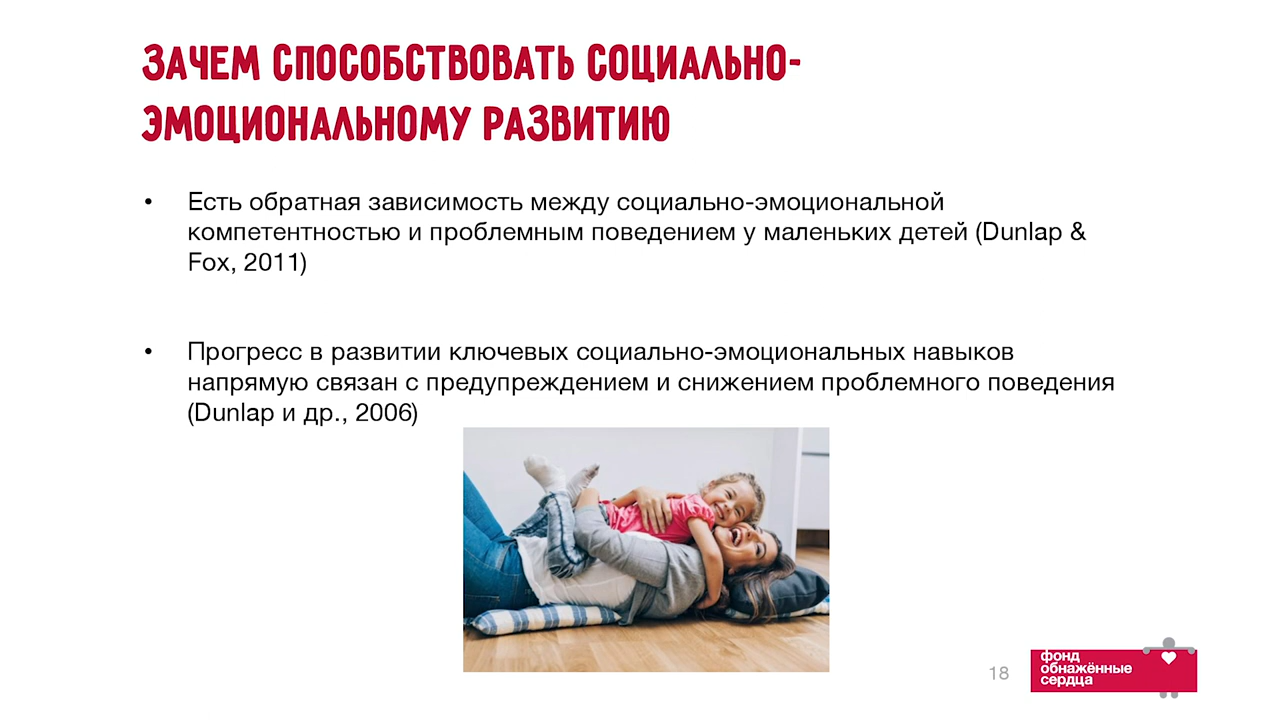 ЗАЧЕМ СПОСОБСТВОВАТЬ СОЦИАЛЬНО-
ЭМОЦИОНАЛЬНОМУ РАЗВИТИЮ
• Есть обратная зависимость между социально-эмоциональной
компетентностью и проблемным поведением у маленьких детей (Dunlap &
Fox, 2011)
• Прогресс в развитии ключевых социально-эмоциональных навыков
напрямую связан с предупреждением и снижением проблемного поведения
(Dunlap и др., 2006)
18
фонд
обнажённые
сердца